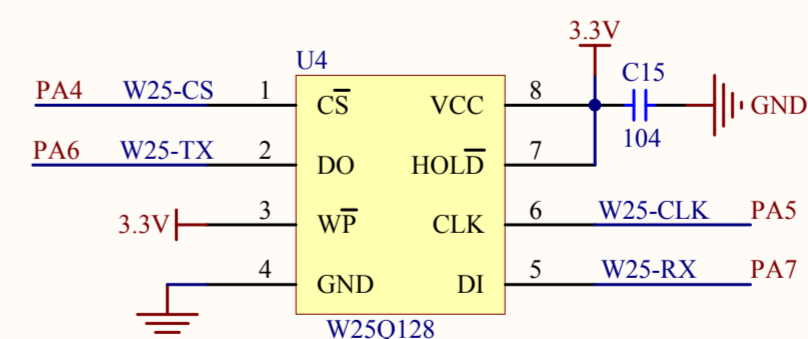 3.3V
U4
C15
PA4 W25-CS 1 CS VCC 8 GND
104
PA6 W25-TX 2 DO HOLD 7
3.3V 3 WP CLK 6 W25-CLK PA5
4 GND DI 5 W25-RX PA7
W25Q128